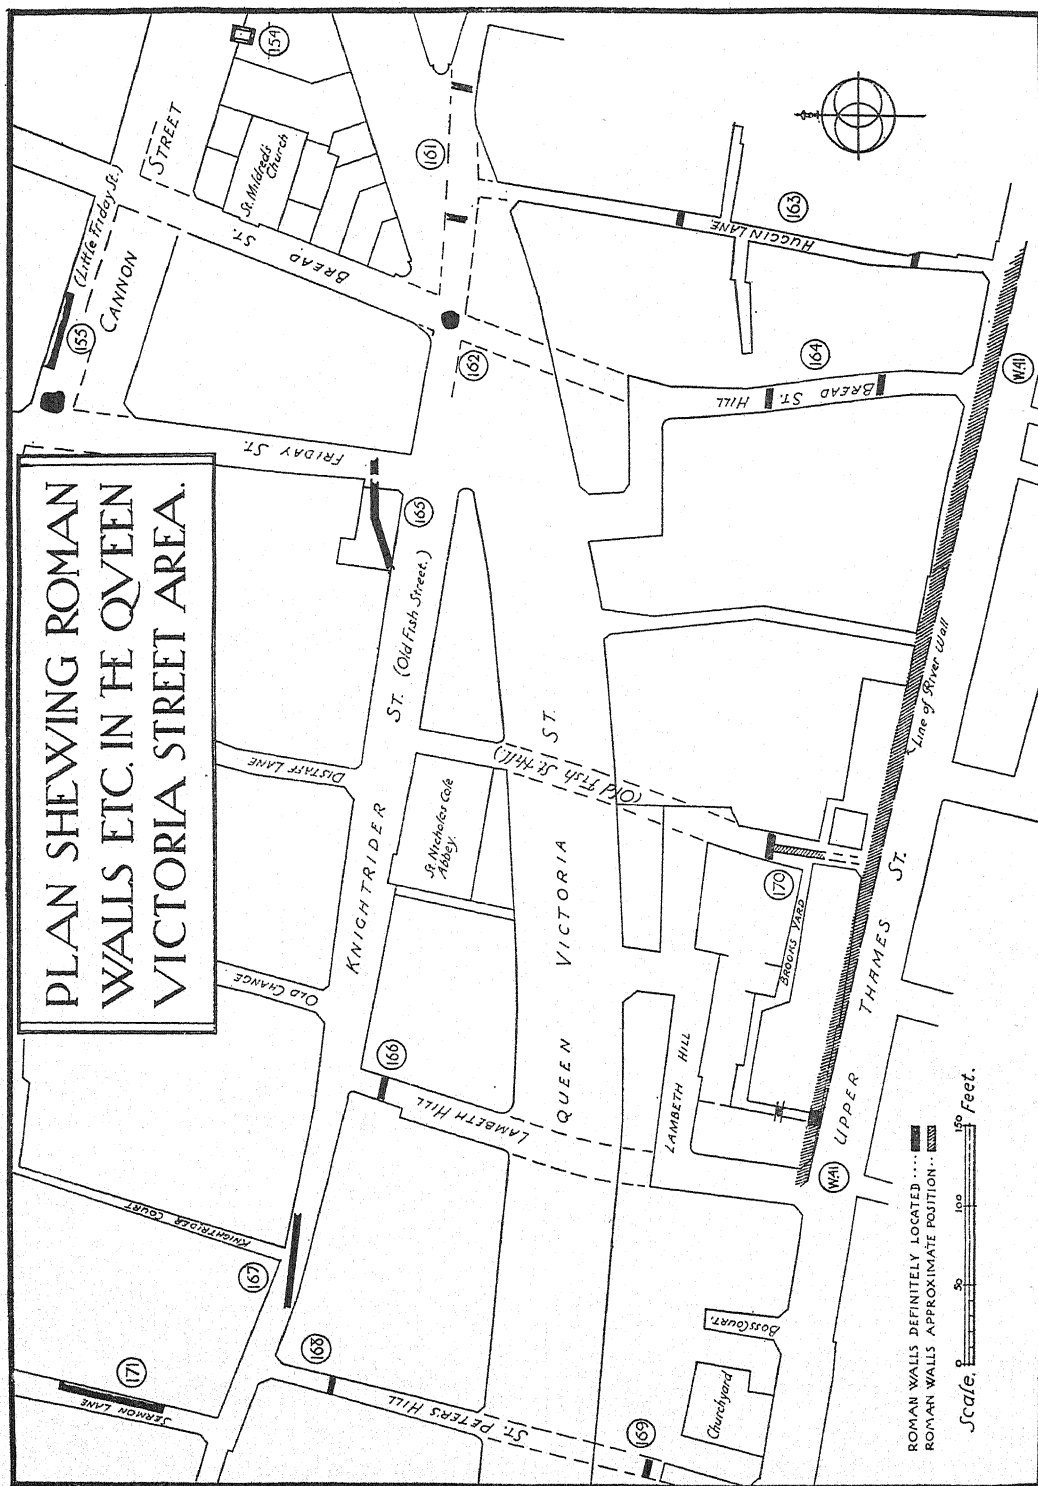 PLAN SHEWING ROMAN
WALLS ETC. IN THE QVEEN
VICTORIA STREET AREA.
SERMON LANE
171
KNIGHTRIDER COURT
167
168
ST. PETER'S HILL
169
Churchyard
BOSS COURT.
OLD CHANGE
166
LAMBETH HILL
LAMBETH HILL
KNIGHTRIDER ST. (Old Fish Street.)
DISTAFF LANE
St. Nicholas Cole
Abbey.
QUEEN VICTORIA ST.
(Old Fish St. Hill)
BROOKS YARD
170
FRIDAY ST.
165
155
(Little Friday St.)
CANNON STREET
154
St. Mildred's
Church
BREAD ST.
161
162
HUGGIN LANE
163
BREAD ST. HILL
164
UPPER THAMES ST.
Line of River Wall
W41
W41
ROMAN WALLS DEFINITELY LOCATED ....
ROMAN WALLS APPROXIMATE POSITION..
Scale. 0 50 100 150 Feet.